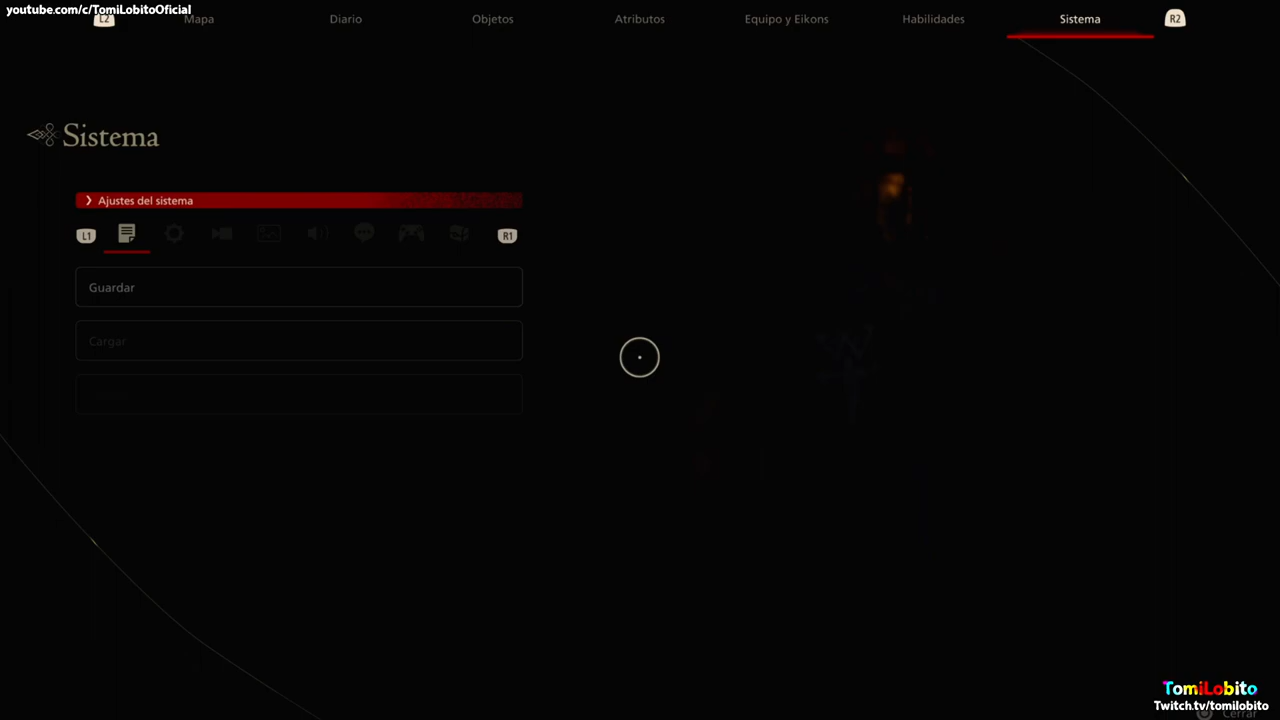 youtube.com/c/TomiLobitoOficial
L2 Mapa Diario Objetos Atributos Equipo y Eikons Habilidades Sistema R2
Sistema
Ajustes del sistema
L1 R1
Guardar
Cargar
TomiLobito
Twitch.tv/tomilobito
Cerrar